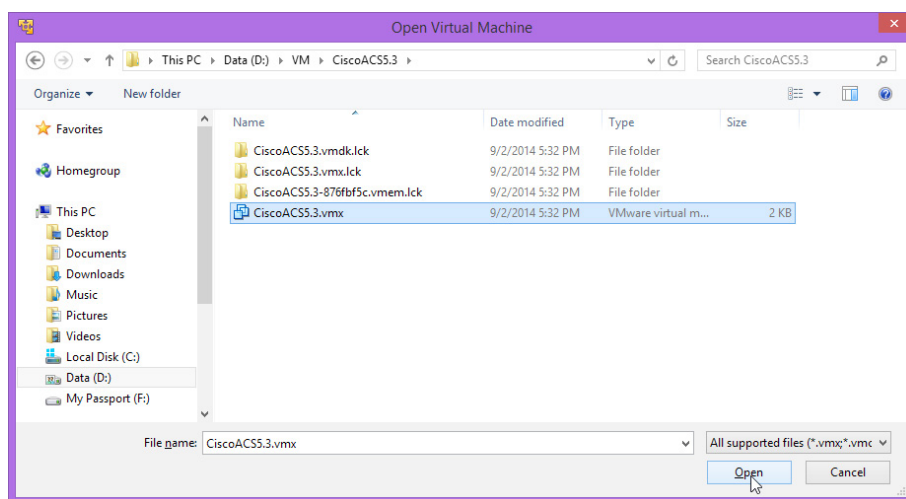 Open Virtual Machine
This PC Data (D:) VM CiscoACS5.3 Search CiscoACS5.3
Organize New folder
Favorites
Homegroup
This PC
Desktop
Documents
Downloads
Music
Pictures
Videos
Local Disk (C:)
Data (D:)
My Passport (F:)
Name Date modified Type Size
CiscoACS5.3.vmdk.lck 9/2/2014 5:32 PM File folder
CiscoACS5.3.vmx.lck 9/2/2014 5:32 PM File folder
CiscoACS5.3-876fbf5c.vmem.lck 9/2/2014 5:32 PM File folder
CiscoACS5.3.vmx 9/2/2014 5:32 PM VMware virtual m... 2 KB
File name: CiscoACS5.3.vmx All supported files (*.vmx;*.vmc
Open Cancel